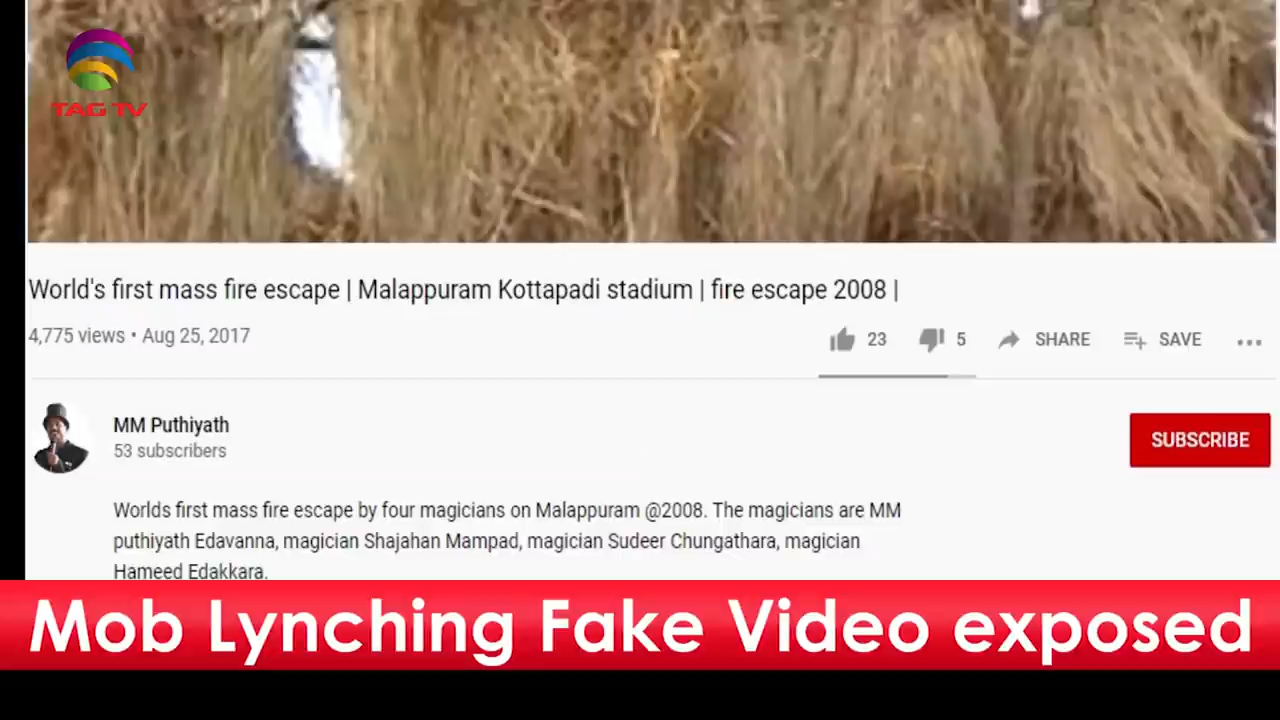 TAG TV
World's first mass fire escape | Malappuram Kottapadi stadium | fire escape 2008 |
4,775 views • Aug 25, 2017
23 5 SHARE SAVE ...
MM Puthiyath
53 subscribers
SUBSCRIBE
Worlds first mass fire escape by four magicians on Malappuram @2008. The magicians are MM
puthiyath Edavanna, magician Shajahan Mampad, magician Sudeer Chungathara, magician
Hameed Edakkara.
Mob Lynching Fake Video exposed